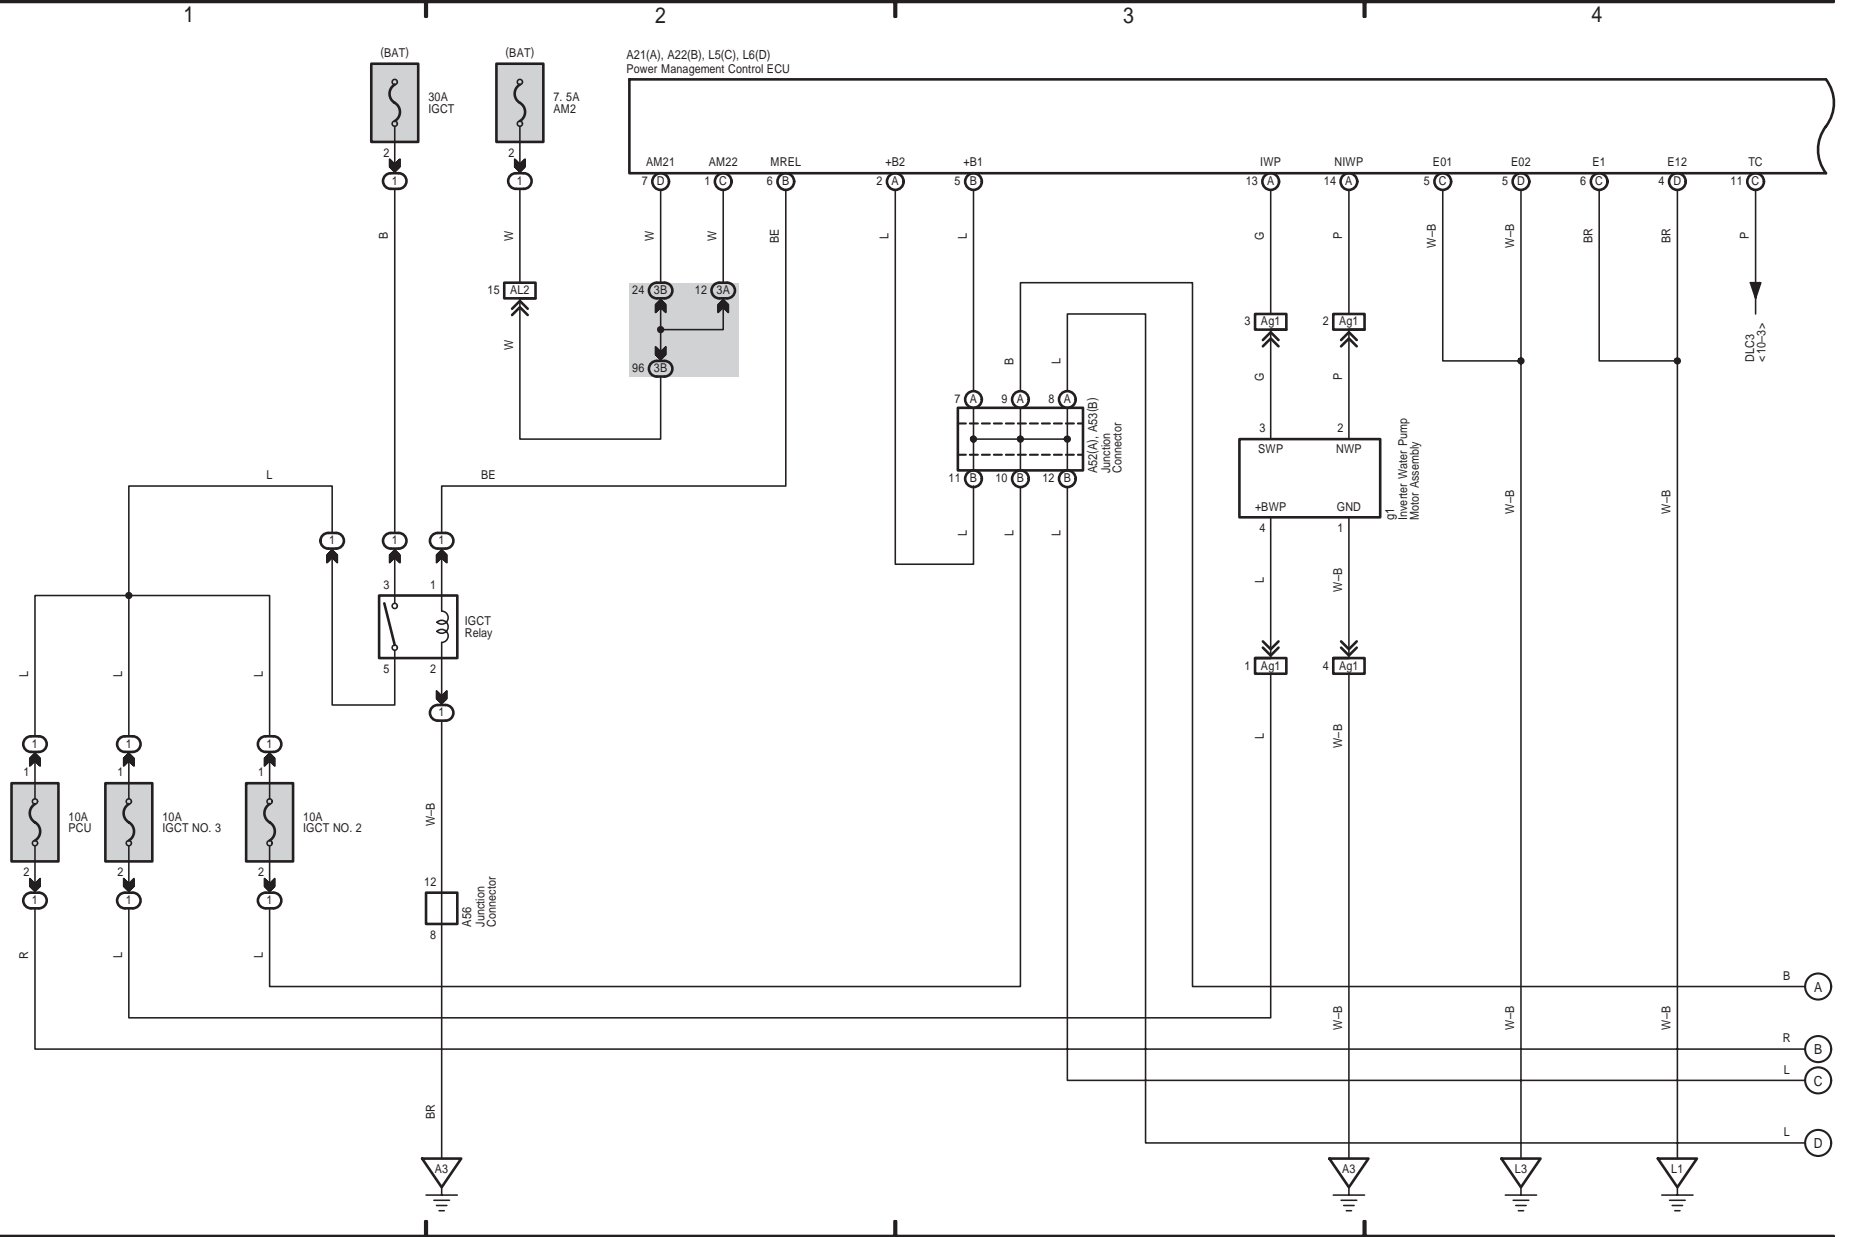 1 2 3 4
(BAT) (BAT)
A21(A), A22(B), L5(C), L6(D)
Power Management Control ECU
30A
IGCT
7. 5A
AM2
2 2
1 1
AM21 AM22 MREL +B2 +B1 IWP NIWP E01 E02 E1 E12 TC
7 D 1 C 6 B 2 A 5 B 13 A 14 A 5 C 5 D 6 C 4 D 11 C
B W W W BE L L G P W–B W–B BR BR P
15 AL2 24 3B 12 3A
3 Ag1 2 Ag1
W
96 3B
B L
G P
DLC3
<10–3>
7 A 9 A 8 A
A52(A), A53(B)
Junction
Connector
11 B 10 B 12 B
3 2
SWP NWP
+BWP GND
4 1
g1
Inverter Water Pump
Motor Assembly
L BE
W–B W–B
L L L
1 1 1
3 1
IGCT
Relay
5 2
1
L W–B
1 Ag1 4 Ag1
L L L
L W–B
1 1 1
1 1 1
10A
PCU
10A
IGCT NO. 3
10A
IGCT NO. 2
W–B
2 2 2
1 1 1
12
A56
Junction
Connector
8
R L L
B A
W–B W–B W–B
R B
L C
BR
L D
A3 A3 L3 L1